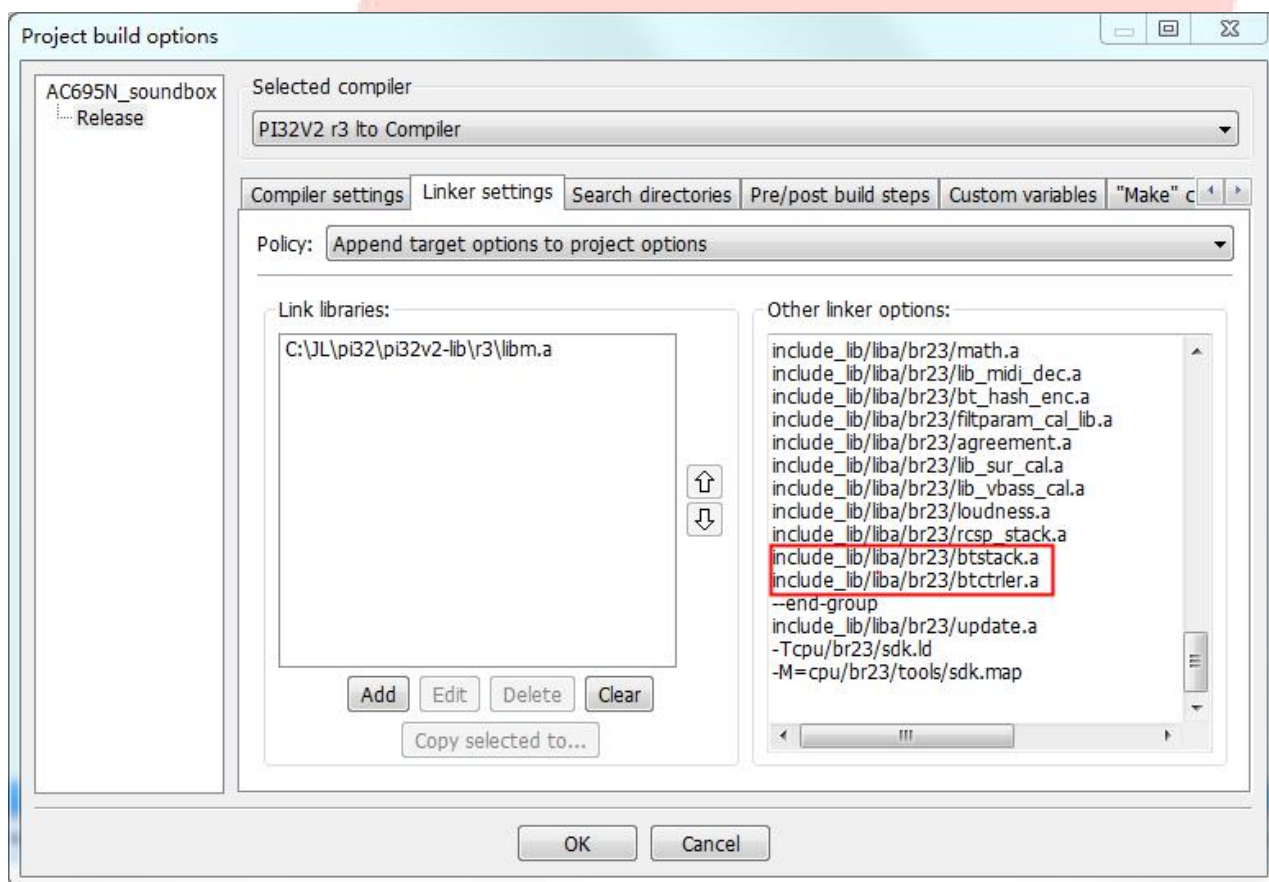 Project build options
AC695N_soundbox
Release
Selected compiler
PI32V2 r3 lto Compiler
Compiler settings
Linker settings
Search directories
Pre/post build steps
Custom variables
"Make" c
Policy:
Append target options to project options
Link libraries:
C:\JL\pi32\pi32v2-lib\r3\libm.a
Add
Edit
Delete
Clear
Copy selected to...
Other linker options:
include_lib/liba/br23/math.a
include_lib/liba/br23/lib_midi_dec.a
include_lib/liba/br23/bt_hash_enc.a
include_lib/liba/br23/filtparam_cal_lib.a
include_lib/liba/br23/agreement.a
include_lib/liba/br23/lib_sur_cal.a
include_lib/liba/br23/lib_vbass_cal.a
include_lib/liba/br23/loudness.a
include_lib/liba/br23/rcsp_stack.a
include_lib/liba/br23/btstack.a
include_lib/liba/br23/btctrler.a
--end-group
include_lib/liba/br23/update.a
-Tcpu/br23/sdk.ld
-M=cpu/br23/tools/sdk.map
OK
Cancel